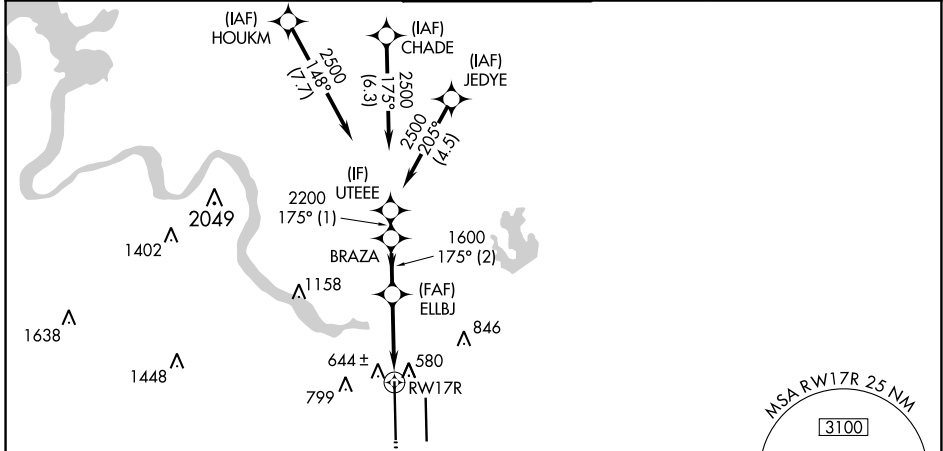 (IAF)
HOUKM
2500
148°
(7.7)
(IAF)
CHADE
2500
175°
(6.3)
(IAF)
JEDYE
2500
205°
(4.5)
(IF)
UTEEE
2200
175° (1)
2049
1402
BRAZA
1600
175° (2)
1158
(FAF)
ELLBJ
1638
846
1448
644 ±
580
799
RW17R
MSA RW17R 25 NM
3100